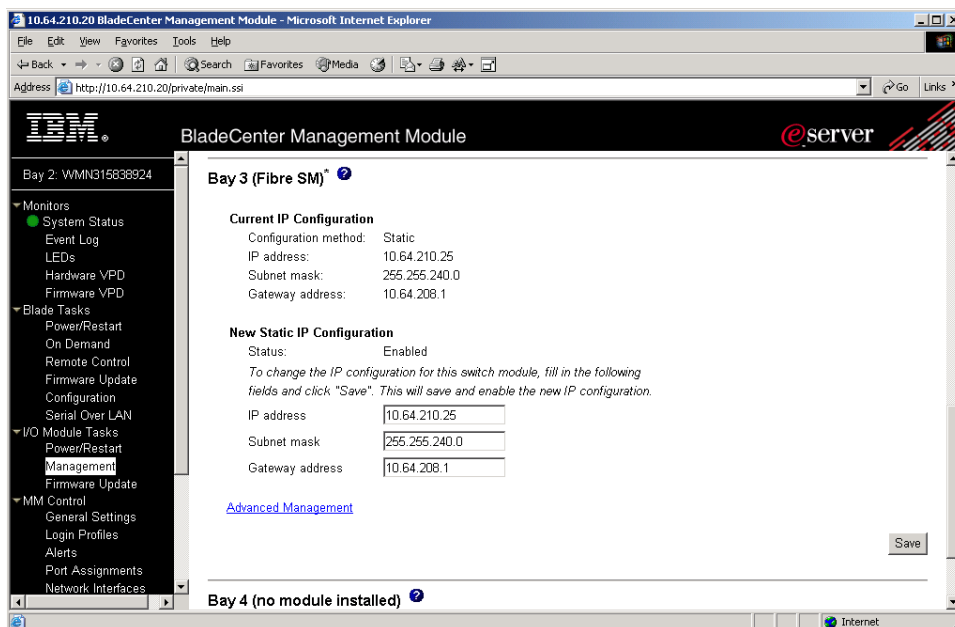 10.64.210.20 BladeCenter Management Module - Microsoft Internet Explorer
File Edit View Favorites Tools Help
Back Search Favorites Media
Address http://10.64.210.20/private/main.ssi Go Links »
IBM® BladeCenter Management Module eserver
Bay 2: WMN315838924
Monitors
System Status
Event Log
LEDs
Hardware VPD
Firmware VPD
Blade Tasks
Power/Restart
On Demand
Remote Control
Firmware Update
Configuration
Serial Over LAN
I/O Module Tasks
Power/Restart
Management
Firmware Update
MM Control
General Settings
Login Profiles
Alerts
Port Assignments
Network Interfaces
Bay 3 (Fibre SM)* ?
Current IP Configuration
Configuration method: Static
IP address: 10.64.210.25
Subnet mask: 255.255.240.0
Gateway address: 10.64.208.1
New Static IP Configuration
Status: Enabled
To change the IP configuration for this switch module, fill in the following
fields and click "Save". This will save and enable the new IP configuration.
IP address 10.64.210.25
Subnet mask 255.255.240.0
Gateway address 10.64.208.1
Advanced Management
Save
Bay 4 (no module installed) ?
Internet